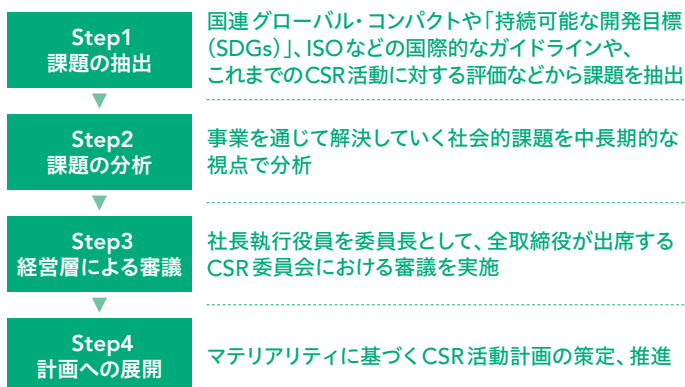 Step1
課題の抽出
国連グローバル・コンパクトや「持続可能な開発目標
（SDGs）」、ISOなどの国際的なガイドラインや、
これまでのCSR活動に対する評価などから課題を抽出
Step2
課題の分析
事業を通じて解決していく社会的課題を中長期的な
視点で分析
Step3
経営層による審議
社長執行役員を委員長として、全取締役が出席する
CSR委員会における審議を実施
Step4
計画への展開
マテリアリティに基づくCSR活動計画の策定、推進